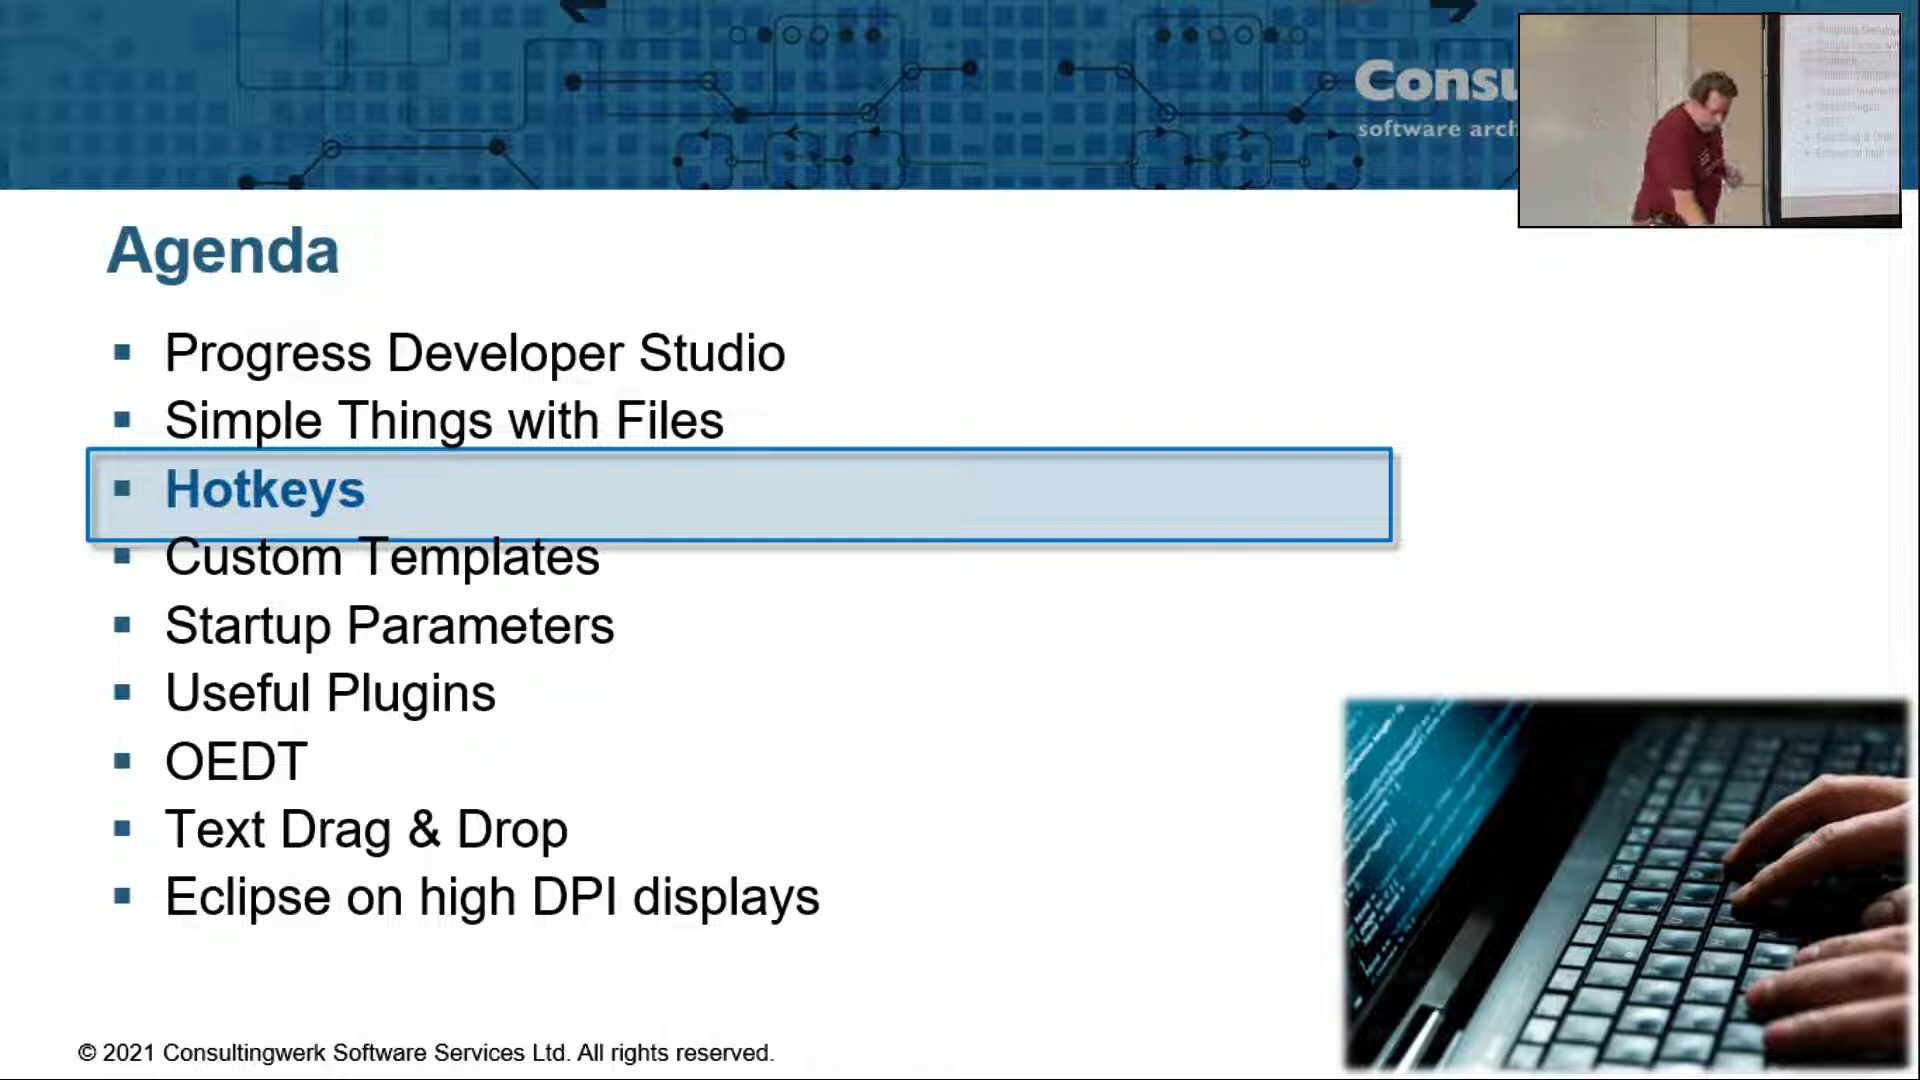 Consu
software arch
Agenda
▪ Progress Developer Studio
▪ Simple Things with Files
▪ Hotkeys
▪ Custom Templates
▪ Startup Parameters
▪ Useful Plugins
▪ OEDT
▪ Text Drag & Drop
▪ Eclipse on high DPI displays
© 2021 Consultingwerk Software Services Ltd. All rights reserved.